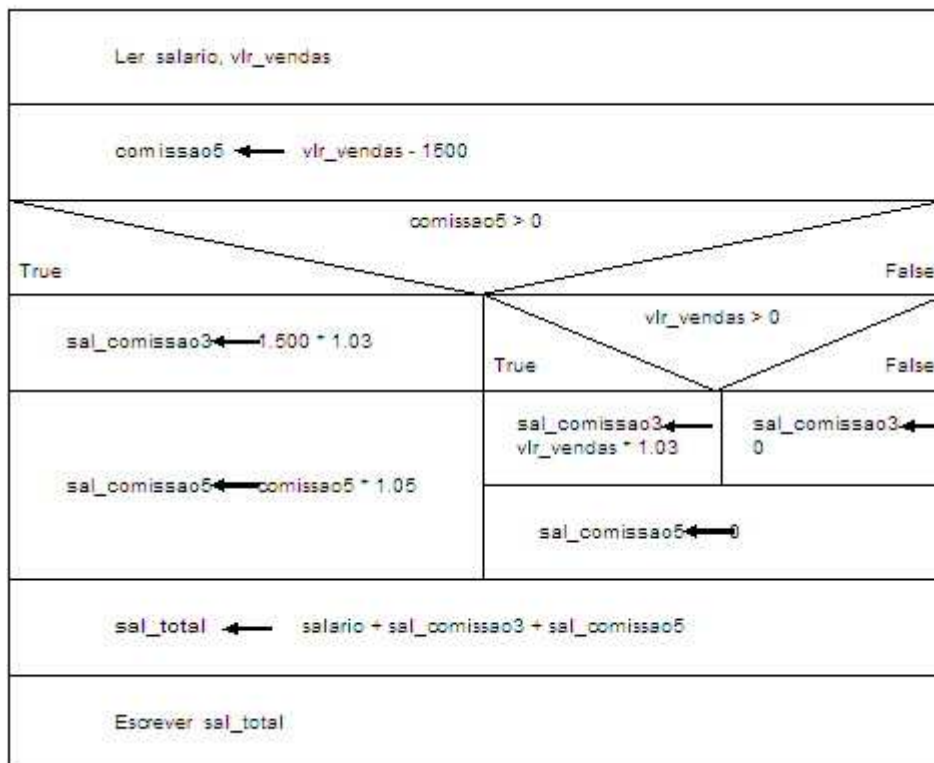 Ler salario, vlr_vendas
comissao5 vlr_vendas - 1500
comissao5 > 0
True
False
sal_comissao3 1.500 * 1.03
vlr_vendas > 0
True
False
sal_comissao3
vlr_vendas * 1.03
sal_comissao3
0
sal_comissao5 comissao5 * 1.05
sal_comissao5 0
sal_total salario + sal_comissao3 + sal_comissao5
Escrever sal_total